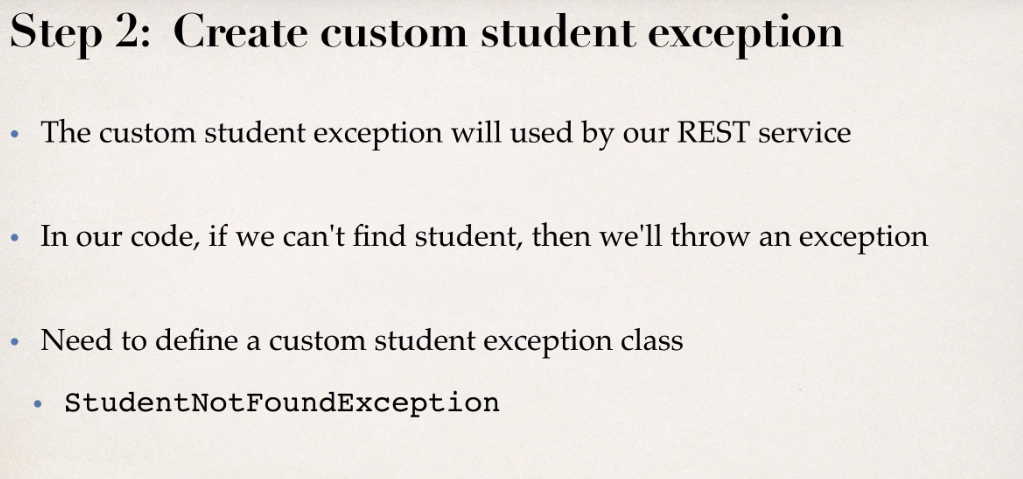 Step 2: Create custom student exception
• The custom student exception will used by our REST service
• In our code, if we can't find student, then we'll throw an exception
• Need to define a custom student exception class
• StudentNotFoundException